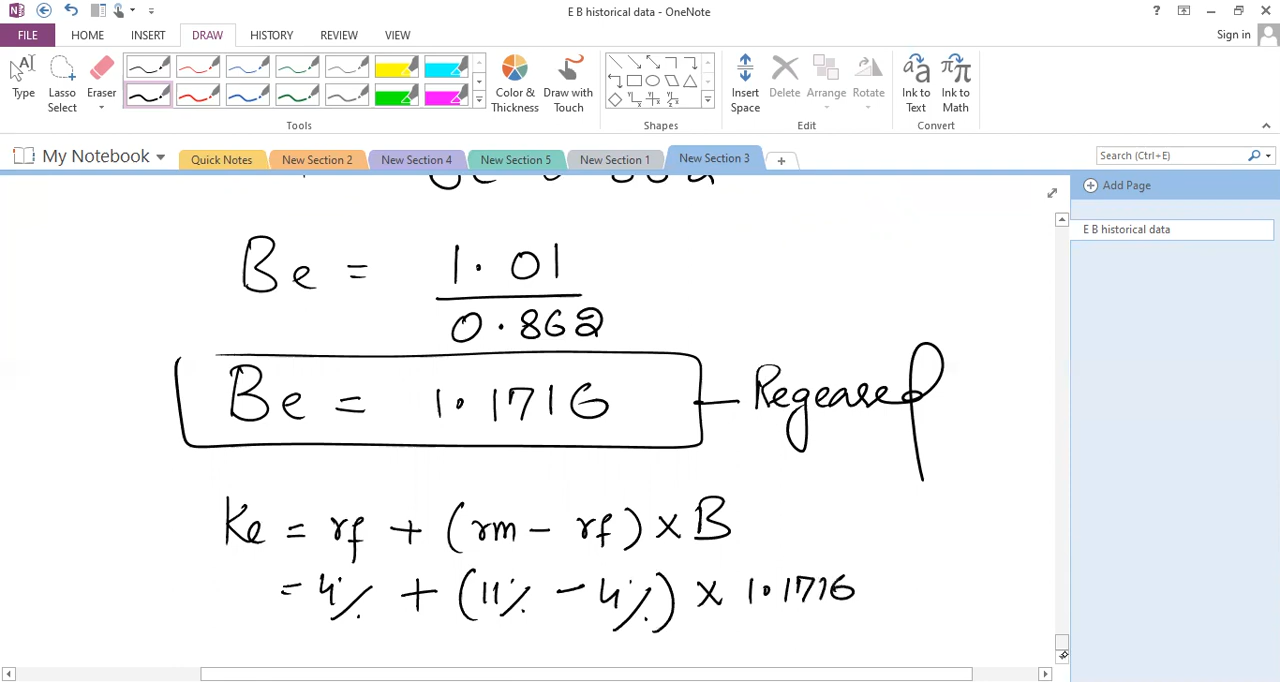 E B historical data - OneNote
FILE HOME INSERT DRAW HISTORY REVIEW VIEW Sign in
Type Lasso Select Eraser Color & Thickness Draw with Touch Insert Space Delete Arrange Rotate Ink to Text Ink to Math
Tools Shapes Edit Convert
My Notebook Quick Notes New Section 2 New Section 4 New Section 5 New Section 1 New Section 3 Search (Ctrl+E)
Add Page
E B historical data
Be = 1.01
0.862
Be = 1.1716 Regeared
Ke = rf + (rm - rf) × B
= 4% + (11% - 4%) × 1.1716